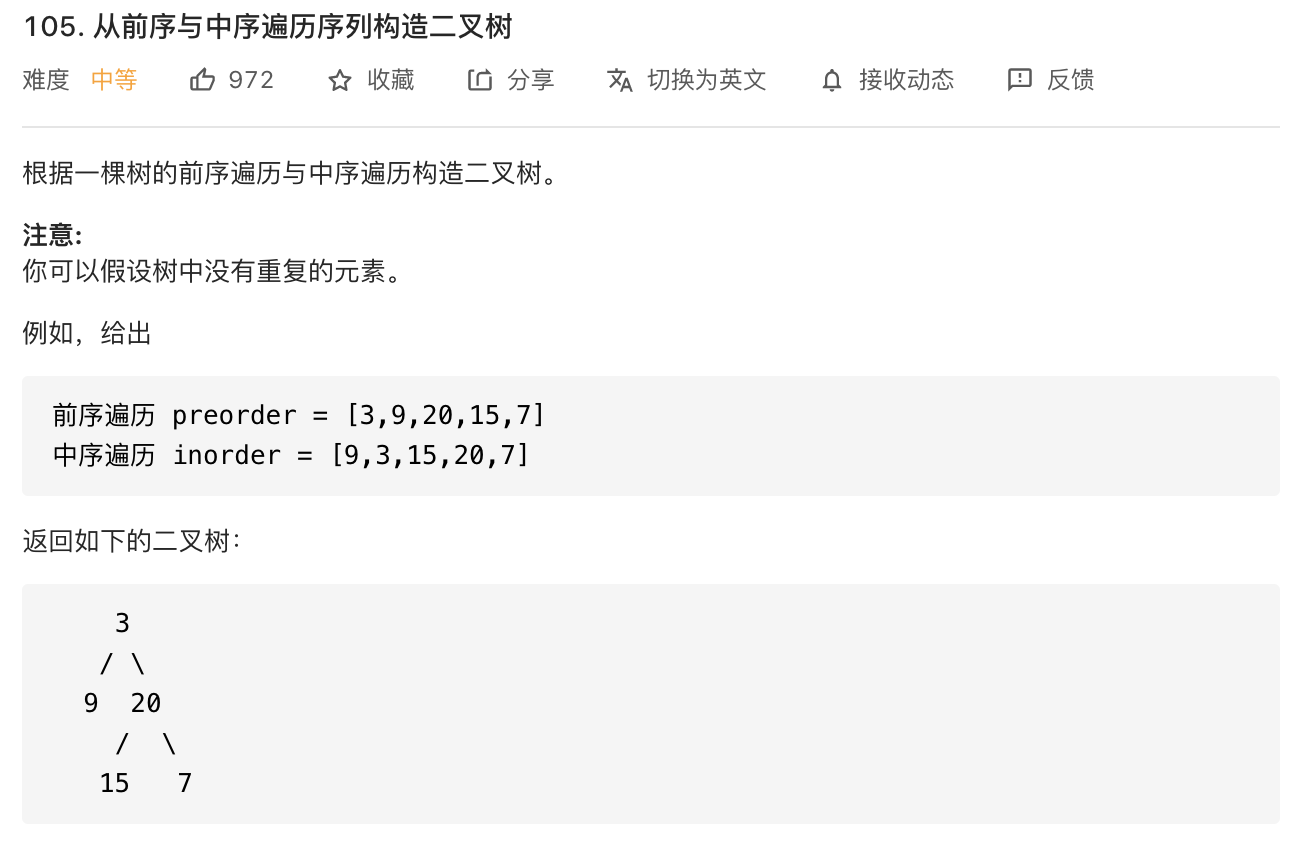 105. 从前序与中序遍历序列构造二叉树
难度 中等 972 收藏 分享 切换为英文 接收动态 反馈
根据一棵树的前序遍历与中序遍历构造二叉树。
注意:
你可以假设树中没有重复的元素。
例如，给出
前序遍历 preorder = [3,9,20,15,7]
中序遍历 inorder = [9,3,15,20,7]
返回如下的二叉树：
3
/ \
9 20
/ \
15 7